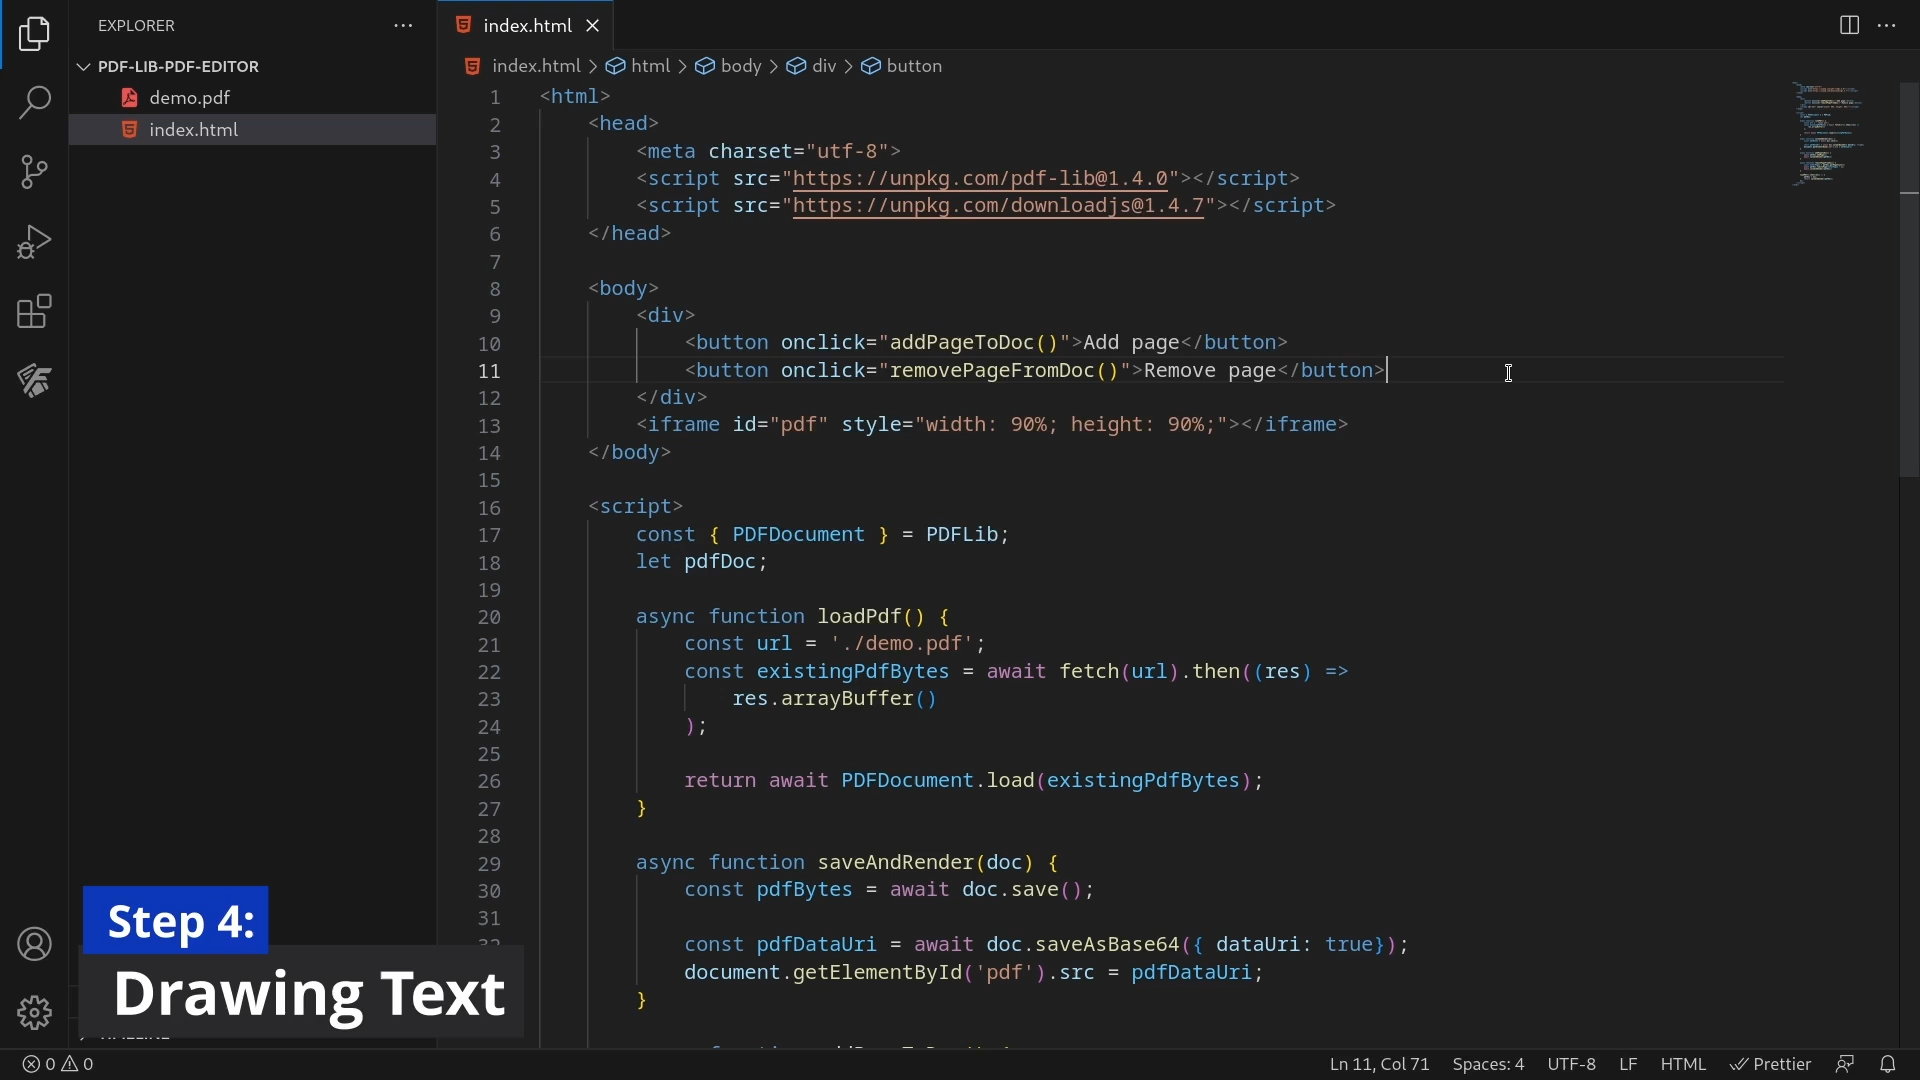 EXPLORER
PDF-LIB-PDF-EDITOR
demo.pdf
index.html
index.html
index.html > html > body > div > button
1 <html>
2 <head>
3 <meta charset="utf-8">
4 <script src="https://unpkg.com/pdf-lib@1.4.0"></script>
5 <script src="https://unpkg.com/downloadjs@1.4.7"></script>
6 </head>
7
8 <body>
9 <div>
10 <button onclick="addPageToDoc()">Add page</button>
11 <button onclick="removePageFromDoc()">Remove page</button>
12 </div>
13 <iframe id="pdf" style="width: 90%; height: 90%;"></iframe>
14 </body>
15
16 <script>
17 const { PDFDocument } = PDFLib;
18 let pdfDoc;
19
20 async function loadPdf() {
21 const url = './demo.pdf';
22 const existingPdfBytes = await fetch(url).then((res) =>
23 res.arrayBuffer()
24 );
25
26 return await PDFDocument.load(existingPdfBytes);
27 }
28
29 async function saveAndRender(doc) {
30 const pdfBytes = await doc.save();
31
const pdfDataUri = await doc.saveAsBase64({ dataUri: true});
document.getElementById('pdf').src = pdfDataUri;
}
Step 4:
Drawing Text
0 0
Ln 11, Col 71 Spaces: 4 UTF-8 LF HTML Prettier